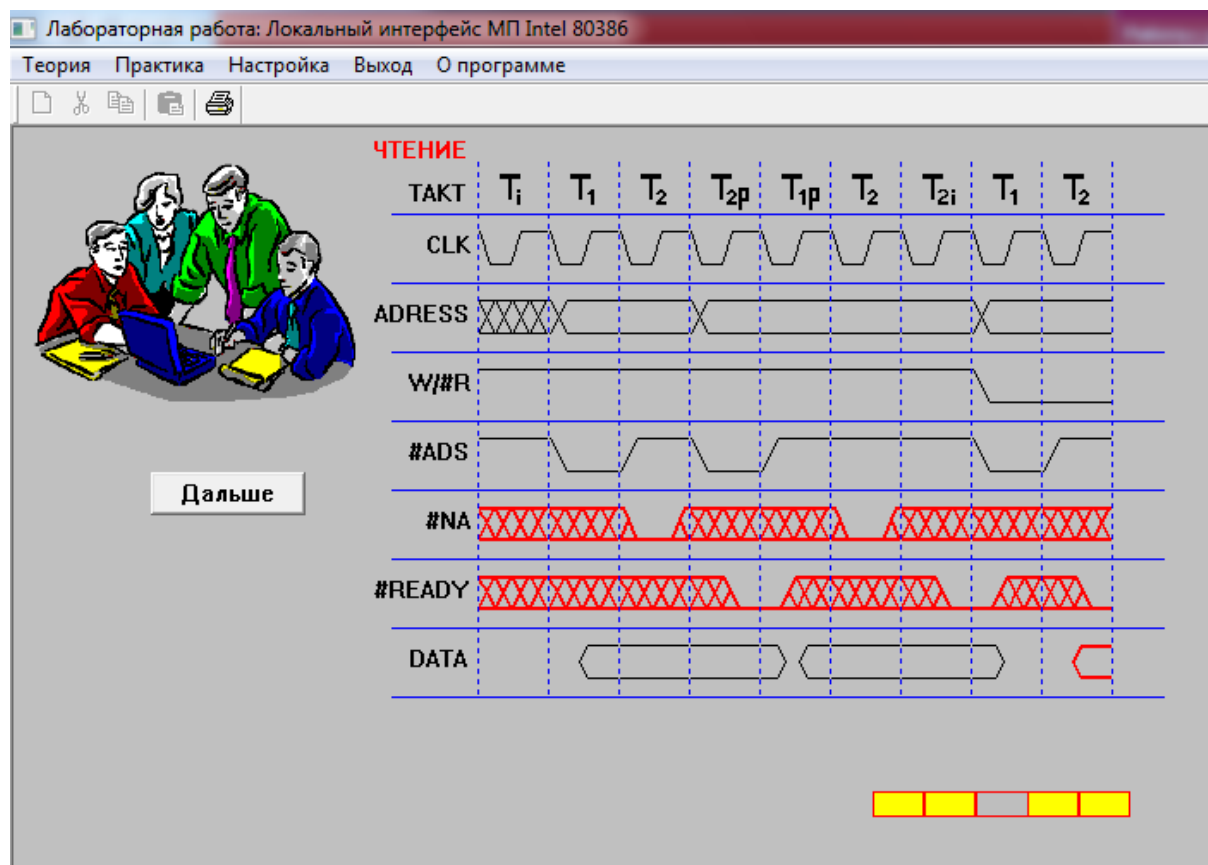 Лабораторная работа: Локальный интерфейс МП Intel 80386
Теория Практика Настройка Выход О программе
ЧТЕНИЕ
ТАКТ Ti T1 T2 T2p T1p T2 T2i T1 T2
CLK
ADRESS
W/#R
#ADS
Дальше
#NA
#READY
DATA